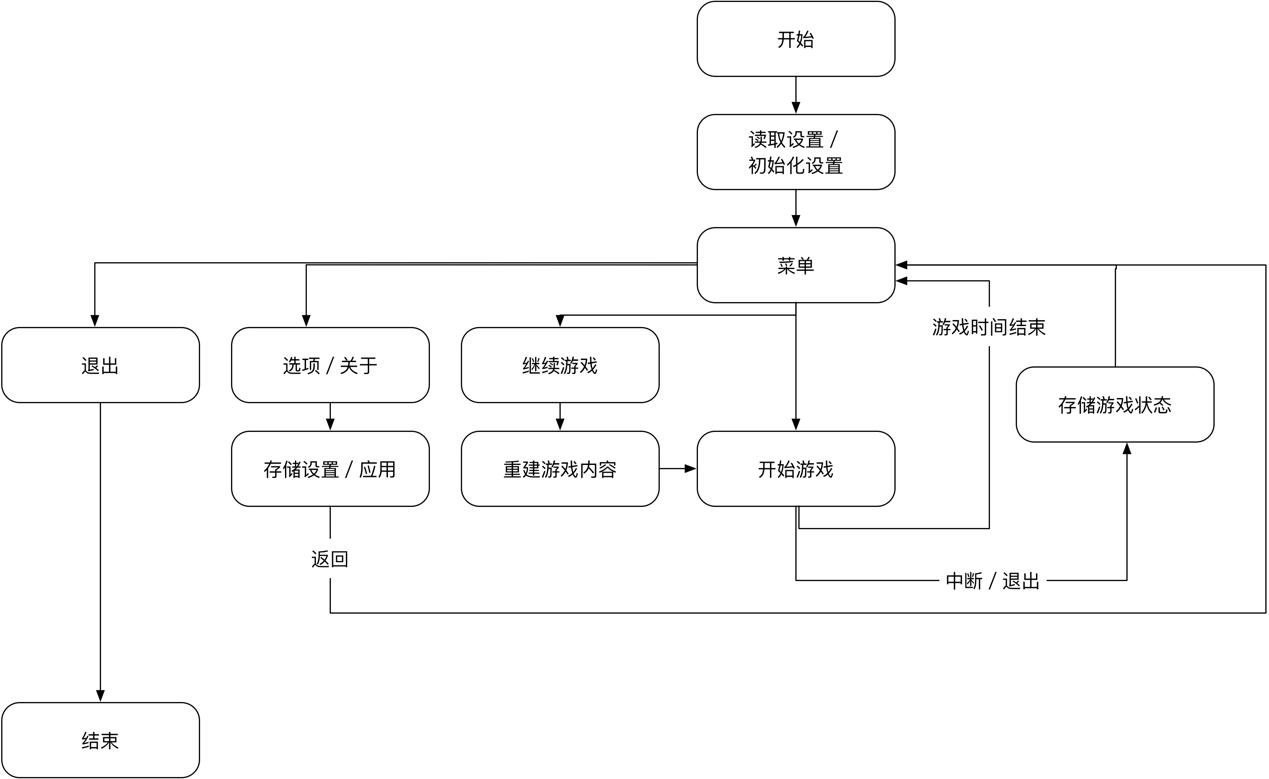 开始
读取设置 /
初始化设置
菜单
游戏时间结束
退出
选项 / 关于
继续游戏
存储游戏状态
存储设置 / 应用
重建游戏内容
开始游戏
返回
中断 / 退出
结束